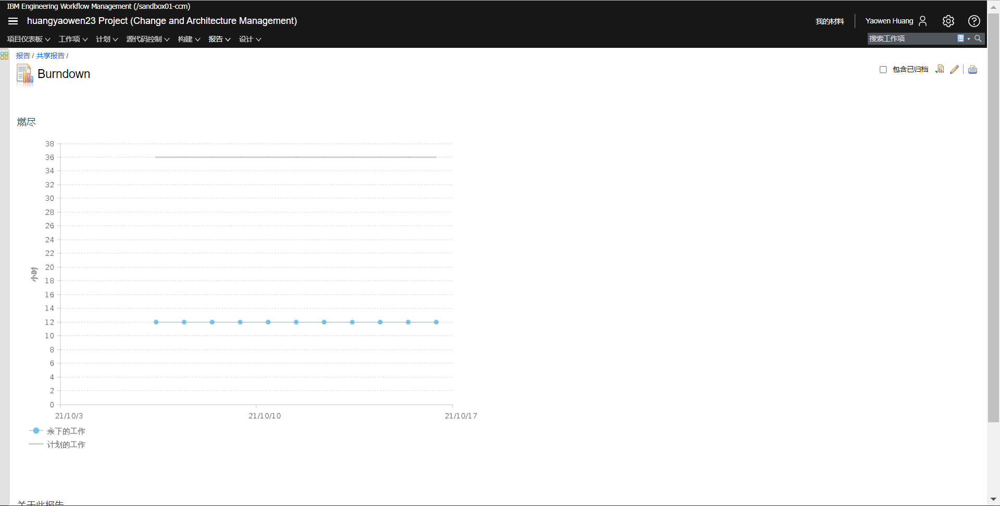 IBM Engineering Workflow Management (/sandbox01-ccm)
huangyaowen23 Project (Change and Architecture Management)
我的材料
Yaowen Huang
项目仪表板 工作项 计划 源代码控制 构建 报告 设计
搜索工作项
报告 / 共享报告 /
Burndown
包含已归档
燃尽
38
36
34
32
30
28
26
24
22
20
18
16
14
12
10
8
6
4
2
0
小时
21/10/3 21/10/10 21/10/17
余下的工作
计划的工作
关于此报告